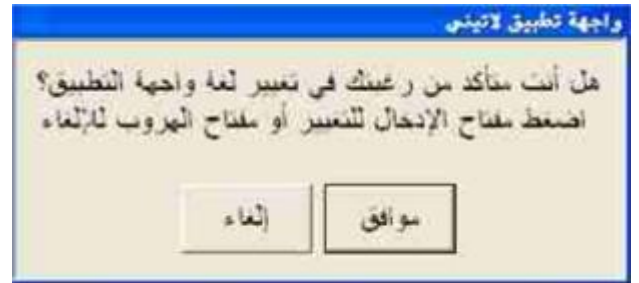 واجهة تطبيق لاتيني
هل أنت متأكد من رغبتك في تغيير لغة واجهة التطبيق؟
اضغط مفتاح الإدخال للتغيير أو مفتاح الهروب للإلغاء
موافق
إلغاء